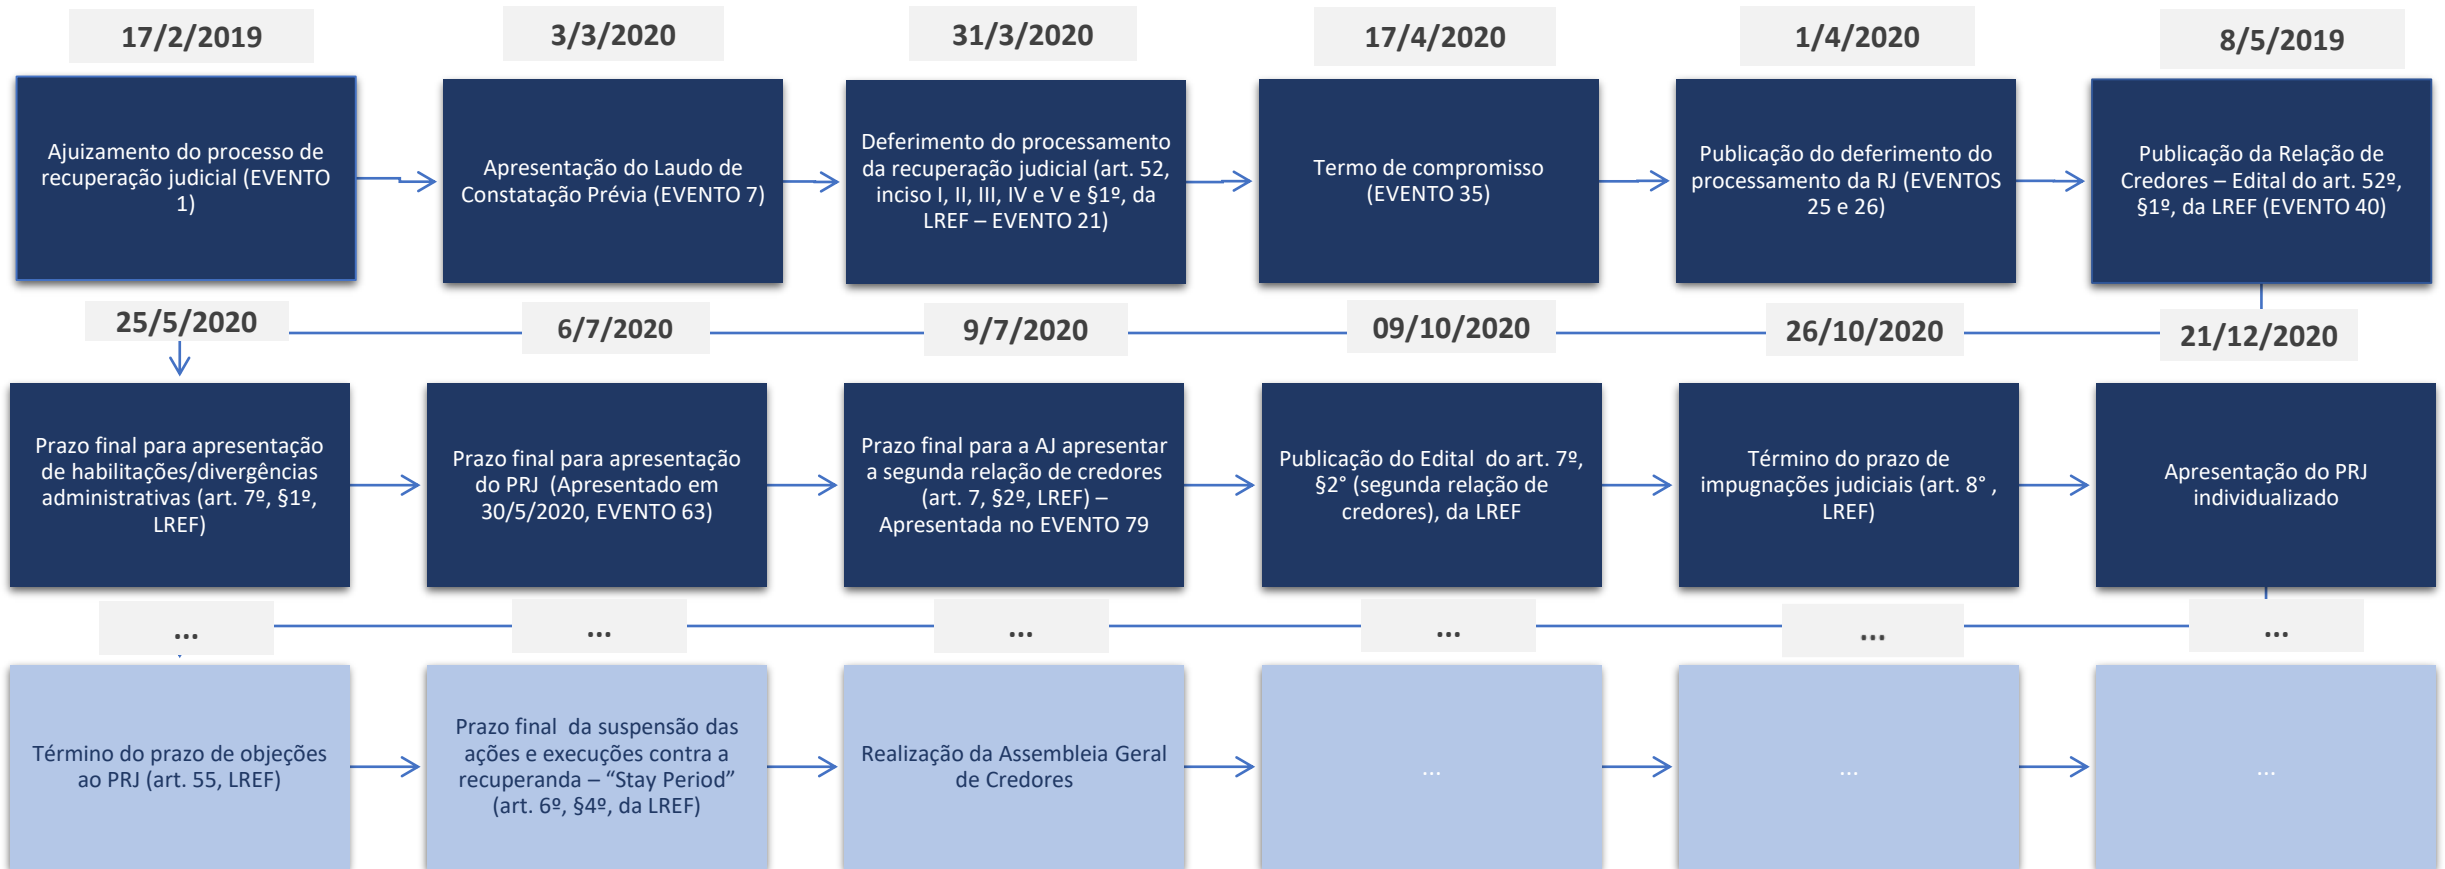 17/2/2019
3/3/2020
31/3/2020
17/4/2020
1/4/2020
8/5/2019
Ajuizamento do processo de
recuperação judicial (EVENTO
1)
Apresentação do Laudo de
Constatação Prévia (EVENTO 7)
Deferimento do processamento
da recuperação judicial (art. 52,
inciso I, II, III, IV e V e §1º, da
LREF – EVENTO 21)
Termo de compromisso
(EVENTO 35)
Publicação do deferimento do
processamento da RJ (EVENTOS
25 e 26)
Publicação da Relação de
Credores – Edital do art. 52º,
§1º, da LREF (EVENTO 40)
25/5/2020
6/7/2020
9/7/2020
09/10/2020
26/10/2020
21/12/2020
Prazo final para apresentação
de habilitações/divergências
administrativas (art. 7º, §1º,
LREF)
Prazo final para apresentação
do PRJ (Apresentado em
30/5/2020, EVENTO 63)
Prazo final para a AJ apresentar
a segunda relação de credores
(art. 7, §2º, LREF) –
Apresentada no EVENTO 79
Publicação do Edital do art. 7º,
§2° (segunda relação de
credores), da LREF
Término do prazo de
impugnações judiciais (art. 8° ,
LREF)
Apresentação do PRJ
individualizado
...
...
...
...
...
...
Término do prazo de objeções
ao PRJ (art. 55, LREF)
Prazo final da suspensão das
ações e execuções contra a
recuperanda – “Stay Period”
(art. 6º, §4º, da LREF)
Realização da Assembleia Geral
de Credores
...
...
...